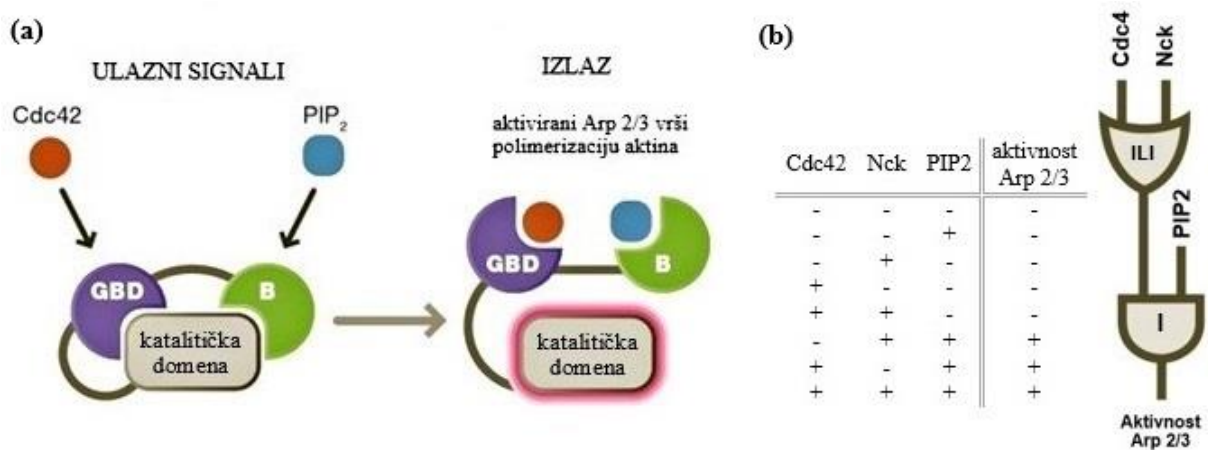 (a)
ULAZNI SIGNALI
Cdc42
PIP2
GBD
B
katalitička
domena
IZLAZ
aktivirani Arp 2/3 vrši
polimerizaciju aktina
GBD
B
katalitička
domena
(b)
Cdc42 Nck PIP2 aktivnost
Arp 2/3
- - - -
- - + -
- + - -
+ - - -
+ + - -
- + + +
+ - + +
+ + + +
Cdc4
Nck
ILI
PIP2
I
Aktivnost
Arp 2/3